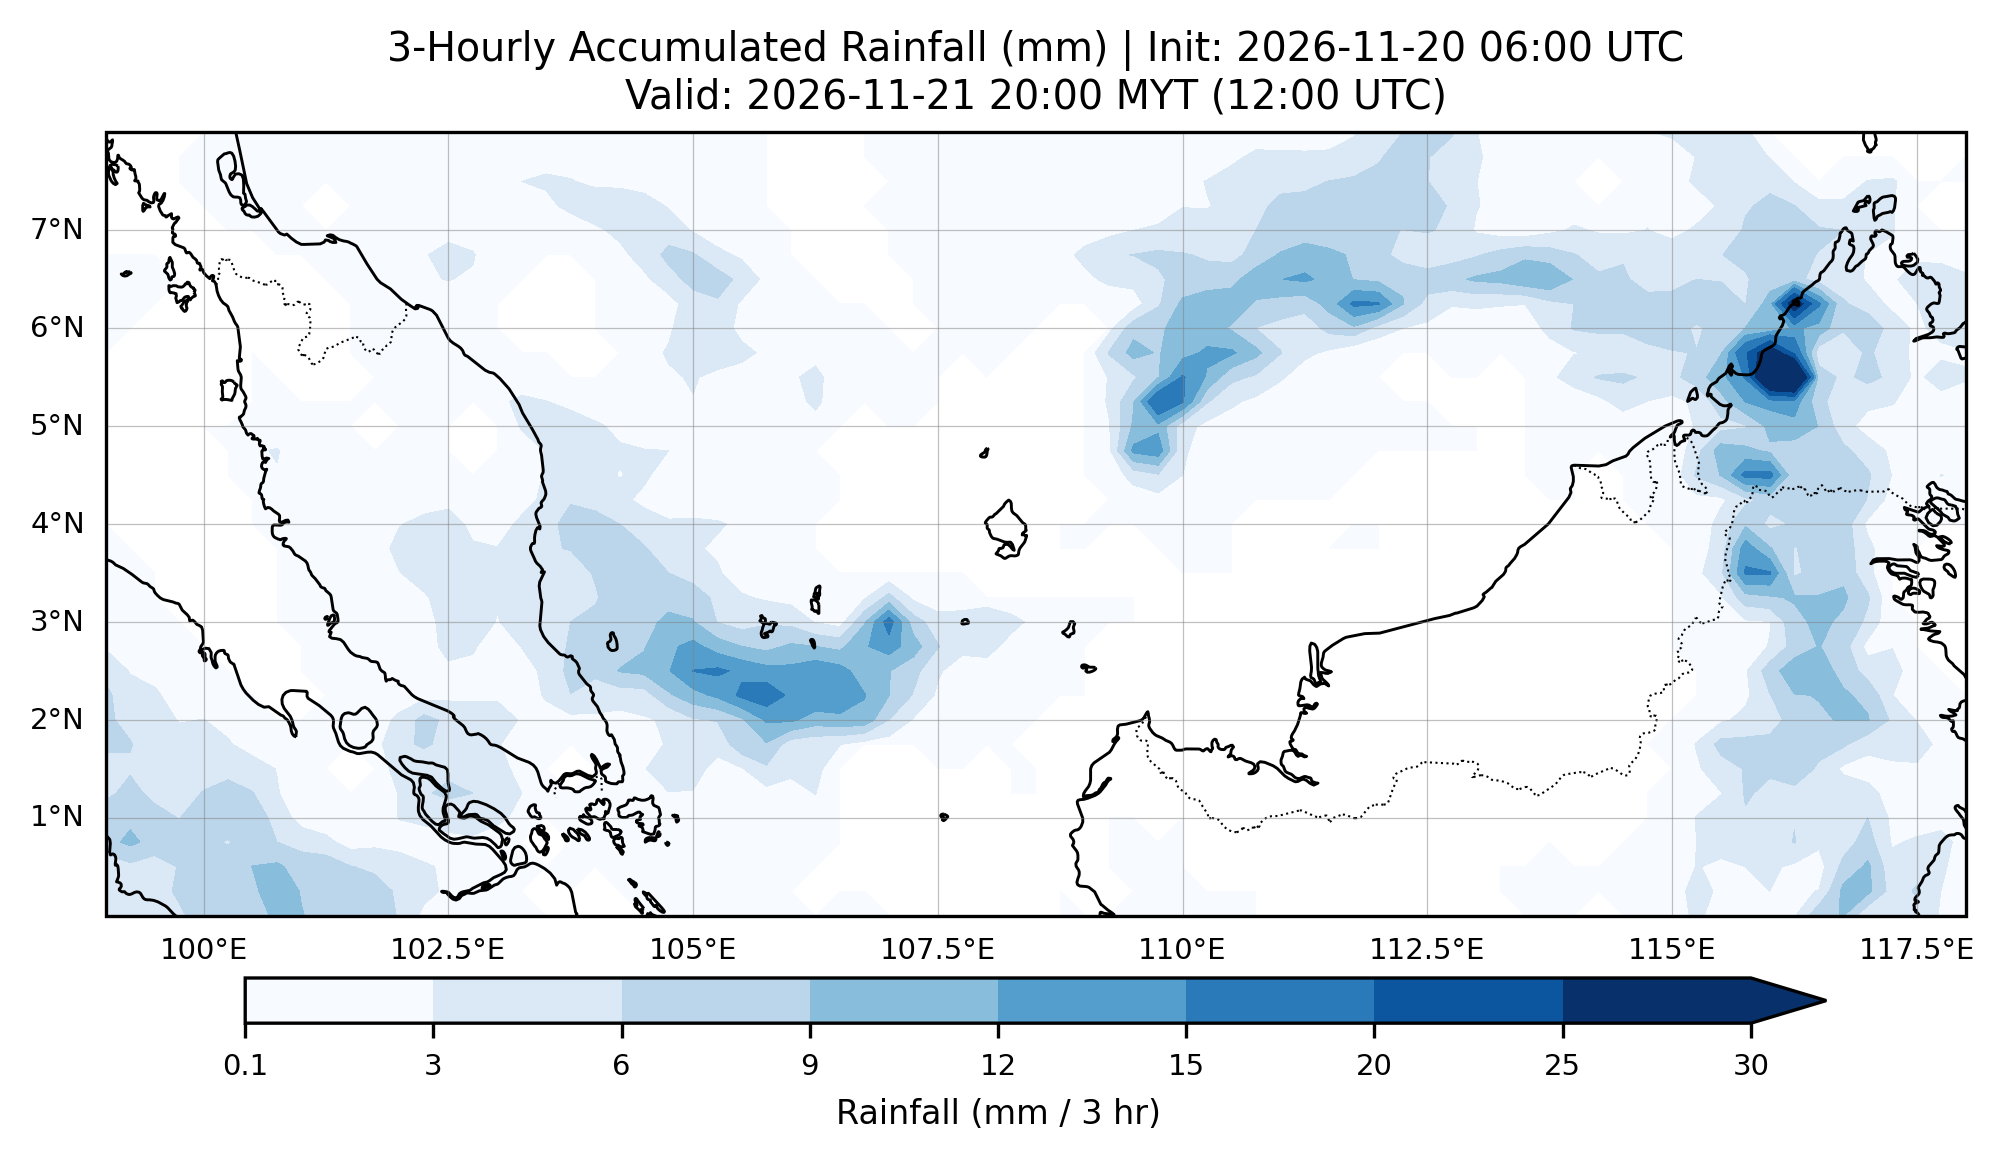 3-Hourly Accumulated Rainfall (mm) | Init: 2026-11-20 06:00 UTC
Valid: 2026-11-21 20:00 MYT (12:00 UTC)
7°N
6°N
5°N
4°N
3°N
2°N
1°N
100°E 102.5°E 105°E 107.5°E 110°E 112.5°E 115°E 117.5°E
0.1 3 6 9 12 15 20 25 30
Rainfall (mm / 3 hr)